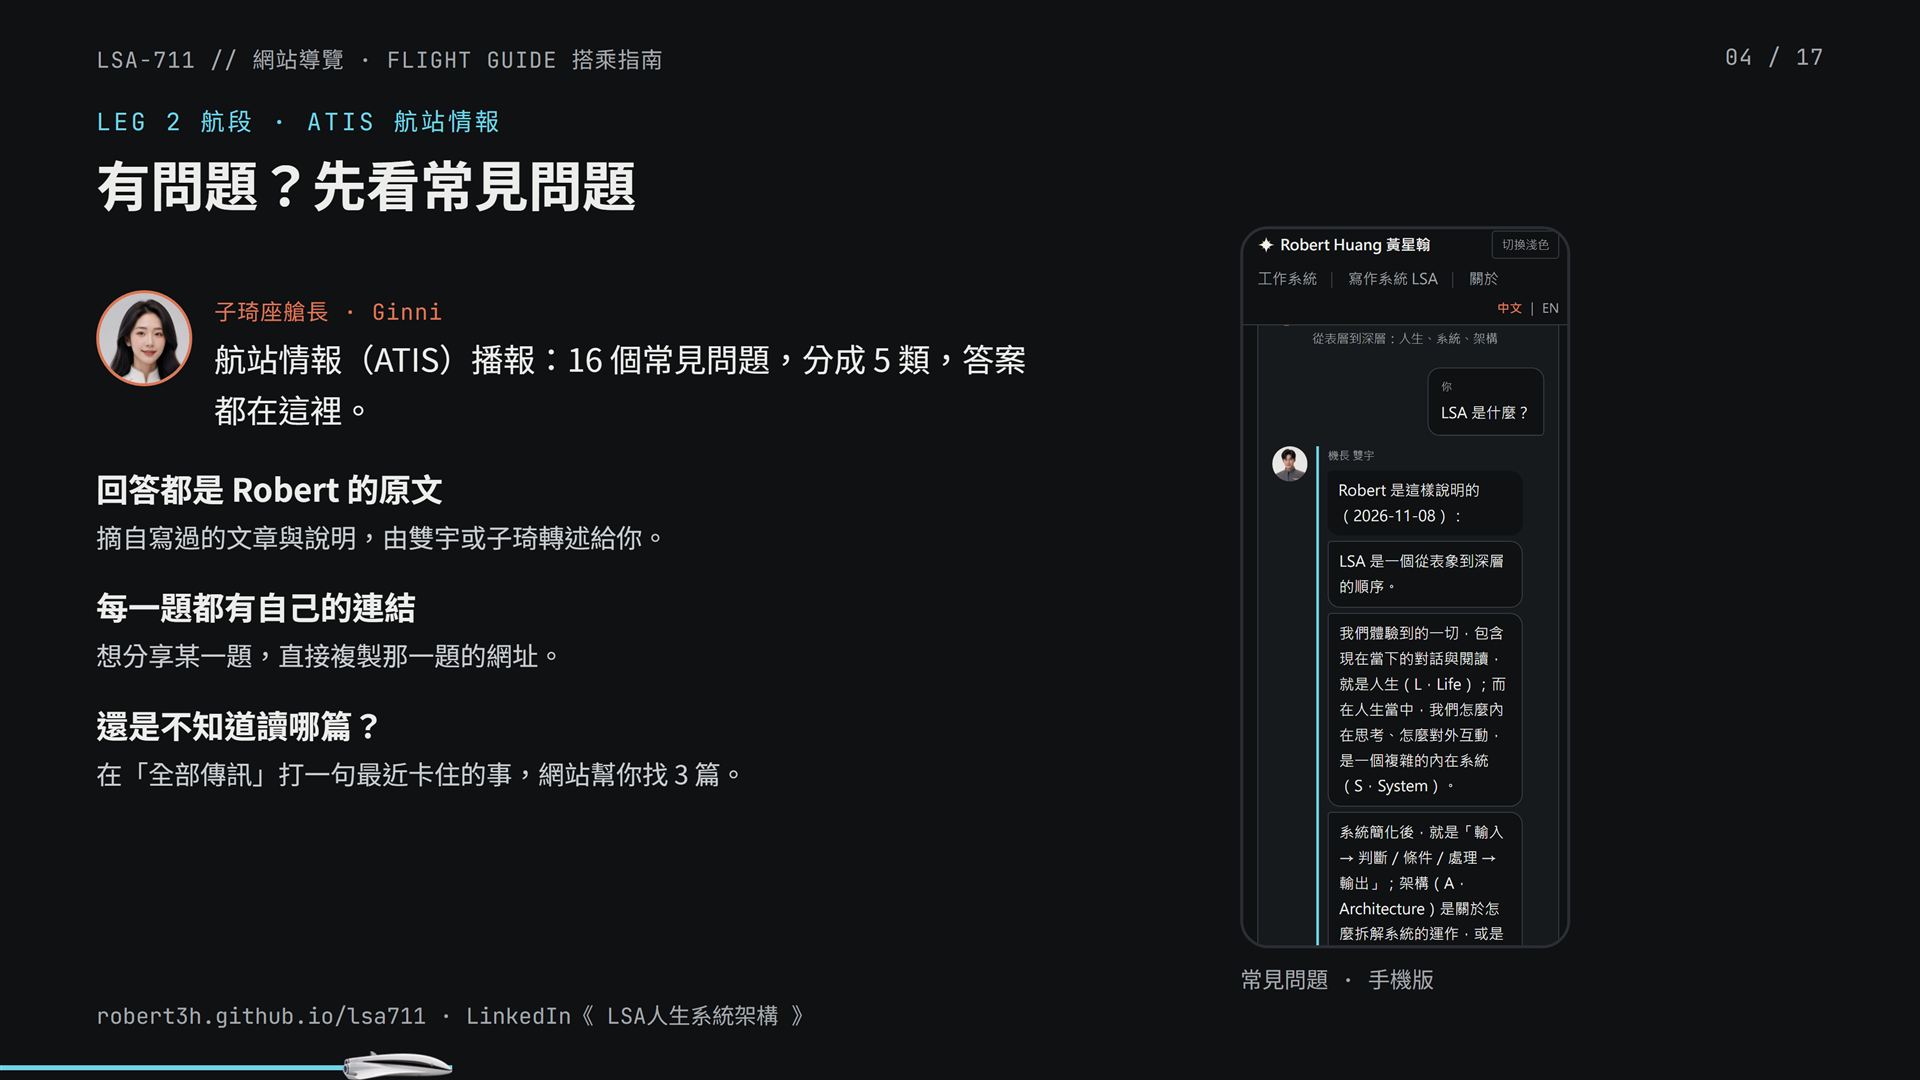 LSA-711 // 網站導覽 · FLIGHT GUIDE 搭乘指南
04 / 17
LEG 2 航段 · ATIS 航站情報
有問題？先看常見問題
子琦座艙長 · Ginni
航站情報（ATIS）播報：16 個常見問題，分成 5 類，答案
都在這裡。
回答都是 Robert 的原文
摘自寫過的文章與說明，由雙宇或子琦轉述給你。
每一題都有自己的連結
想分享某一題，直接複製那一題的網址。
還是不知道讀哪篇？
在「全部傳訊」打一句最近卡住的事，網站幫你找 3 篇。
Robert Huang 黃星翰
切換淺色
工作系統 | 寫作系統 LSA | 關於
中文 | EN
從表層到深層：人生、系統、架構
你
LSA 是什麼？
機長 雙宇
Robert 是這樣說明的
（2026-11-08）：
LSA 是一個從表象到深層
的順序。
我們體驗到的一切，包含
現在當下的對話與閱讀，
就是人生（L · Life）；而
在人生當中，我們怎麼內
在思考、怎麼對外互動，
是一個複雜的內在系統
（S · System）。
系統簡化後，就是「輸入
→ 判斷 / 條件 / 處理 →
輸出」；架構（A ·
Architecture）是關於怎
麼拆解系統的運作，或是
常見問題 · 手機版
robert3h.github.io/lsa711 · LinkedIn《 LSA人生系統架構 》